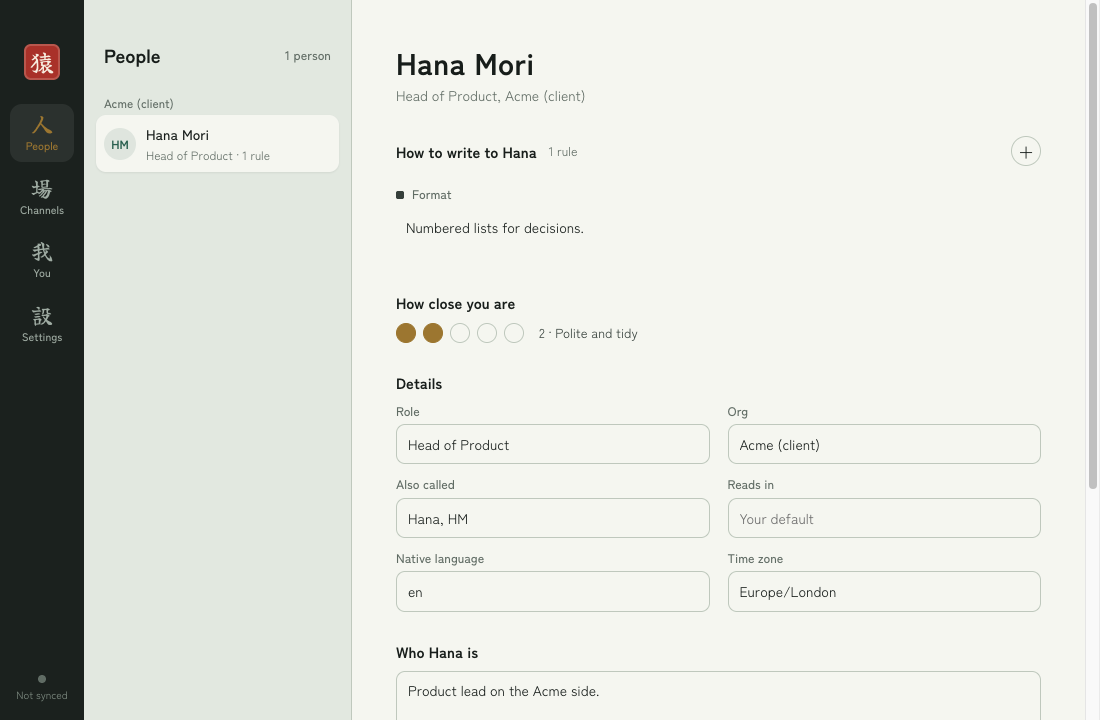 猿
人
People
場
Channels
我
You
設
Settings
Not synced
People
1 person
Acme (client)
HM
Hana Mori
Head of Product · 1 rule
Hana Mori
Head of Product, Acme (client)
How to write to Hana
1 rule
Format
Numbered lists for decisions.
How close you are
2 · Polite and tidy
Details
Role
Org
Head of Product
Acme (client)
Also called
Reads in
Hana, HM
Your default
Native language
Time zone
en
Europe/London
Who Hana is
Product lead on the Acme side.